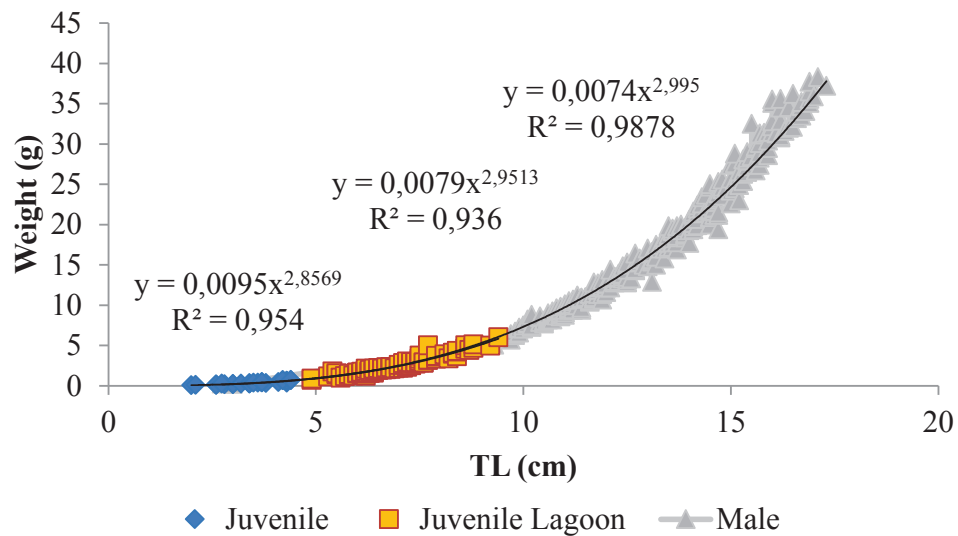 45
40
35
30
25
20
15
10
5
0
Weight (g)
y = 0,0074x^2,995
R² = 0,9878
y = 0,0079x^2,9513
R² = 0,936
y = 0,0095x^2,8569
R² = 0,954
0 5 10 15 20
TL (cm)
Juvenile Juvenile Lagoon Male